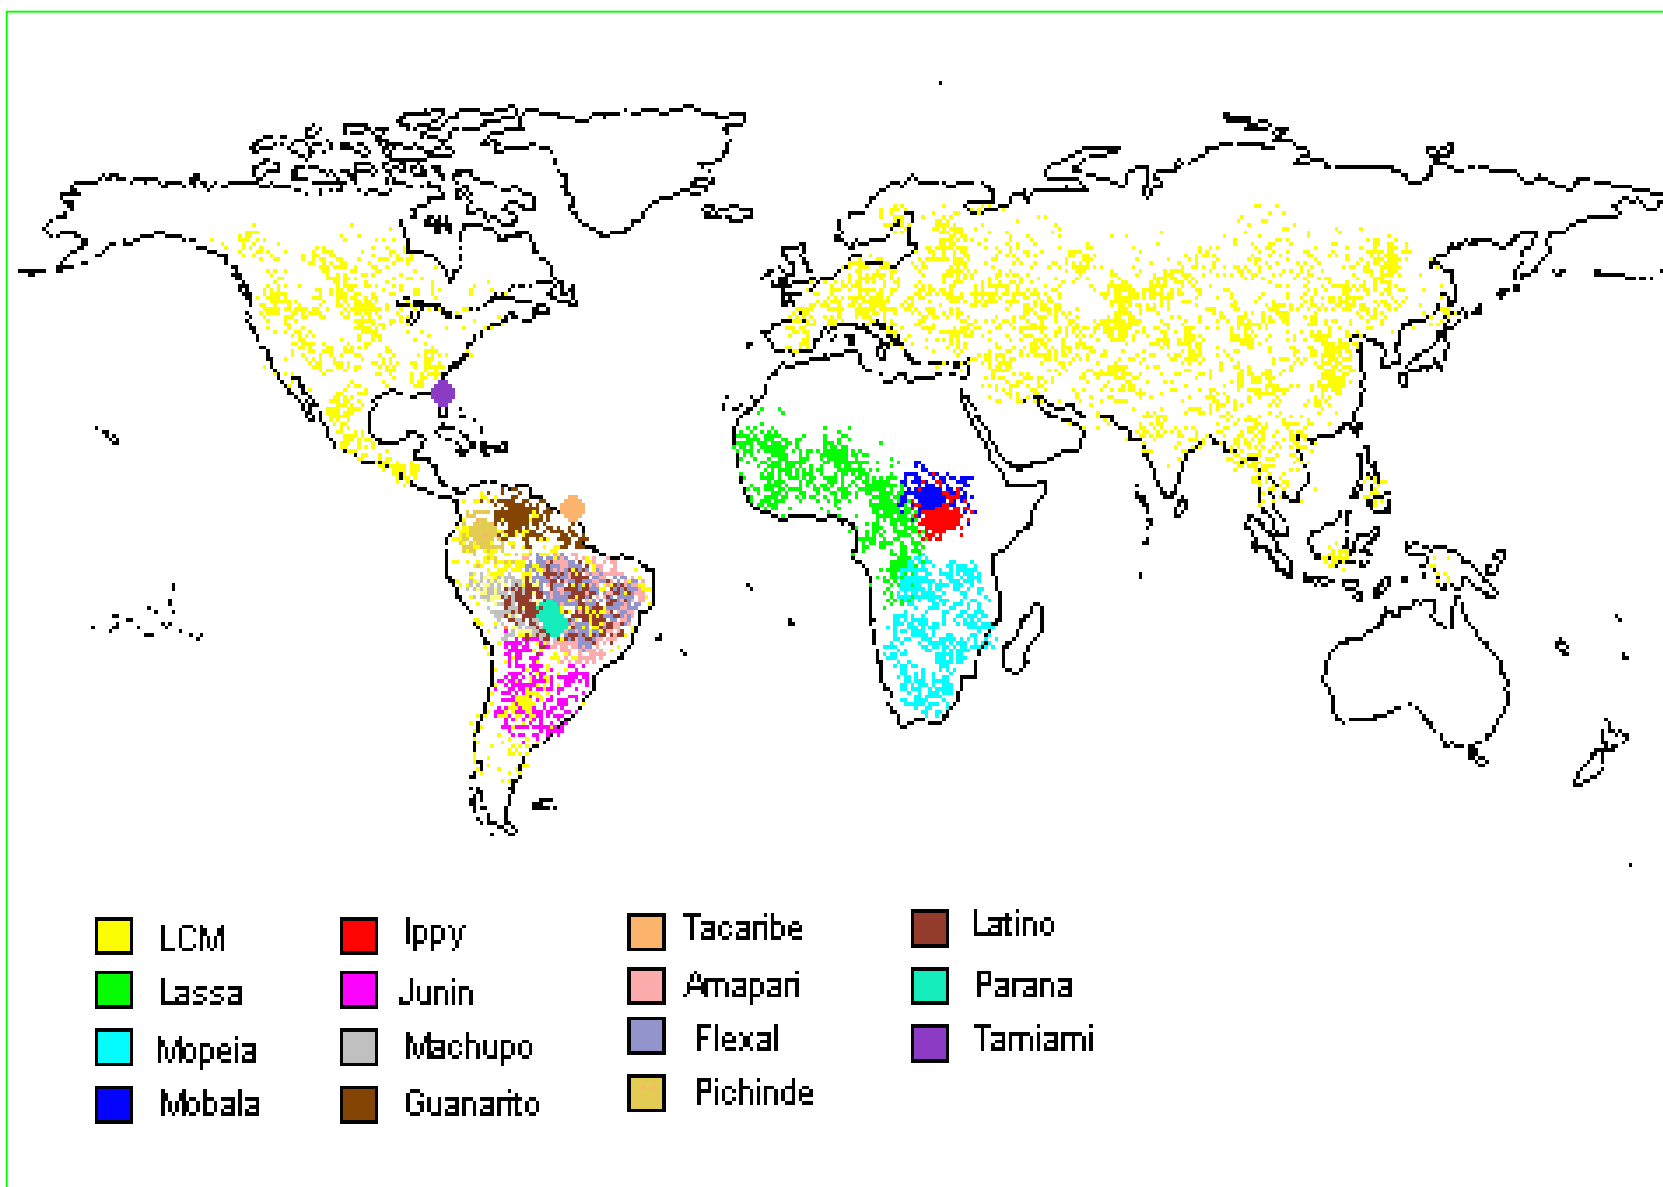 LCM
Lassa
Mopeia
Mobala
Ippy
Junin
Machupo
Guanarito
Tacaribe
Amapari
Flexal
Pichinde
Latino
Parana
Tamiami